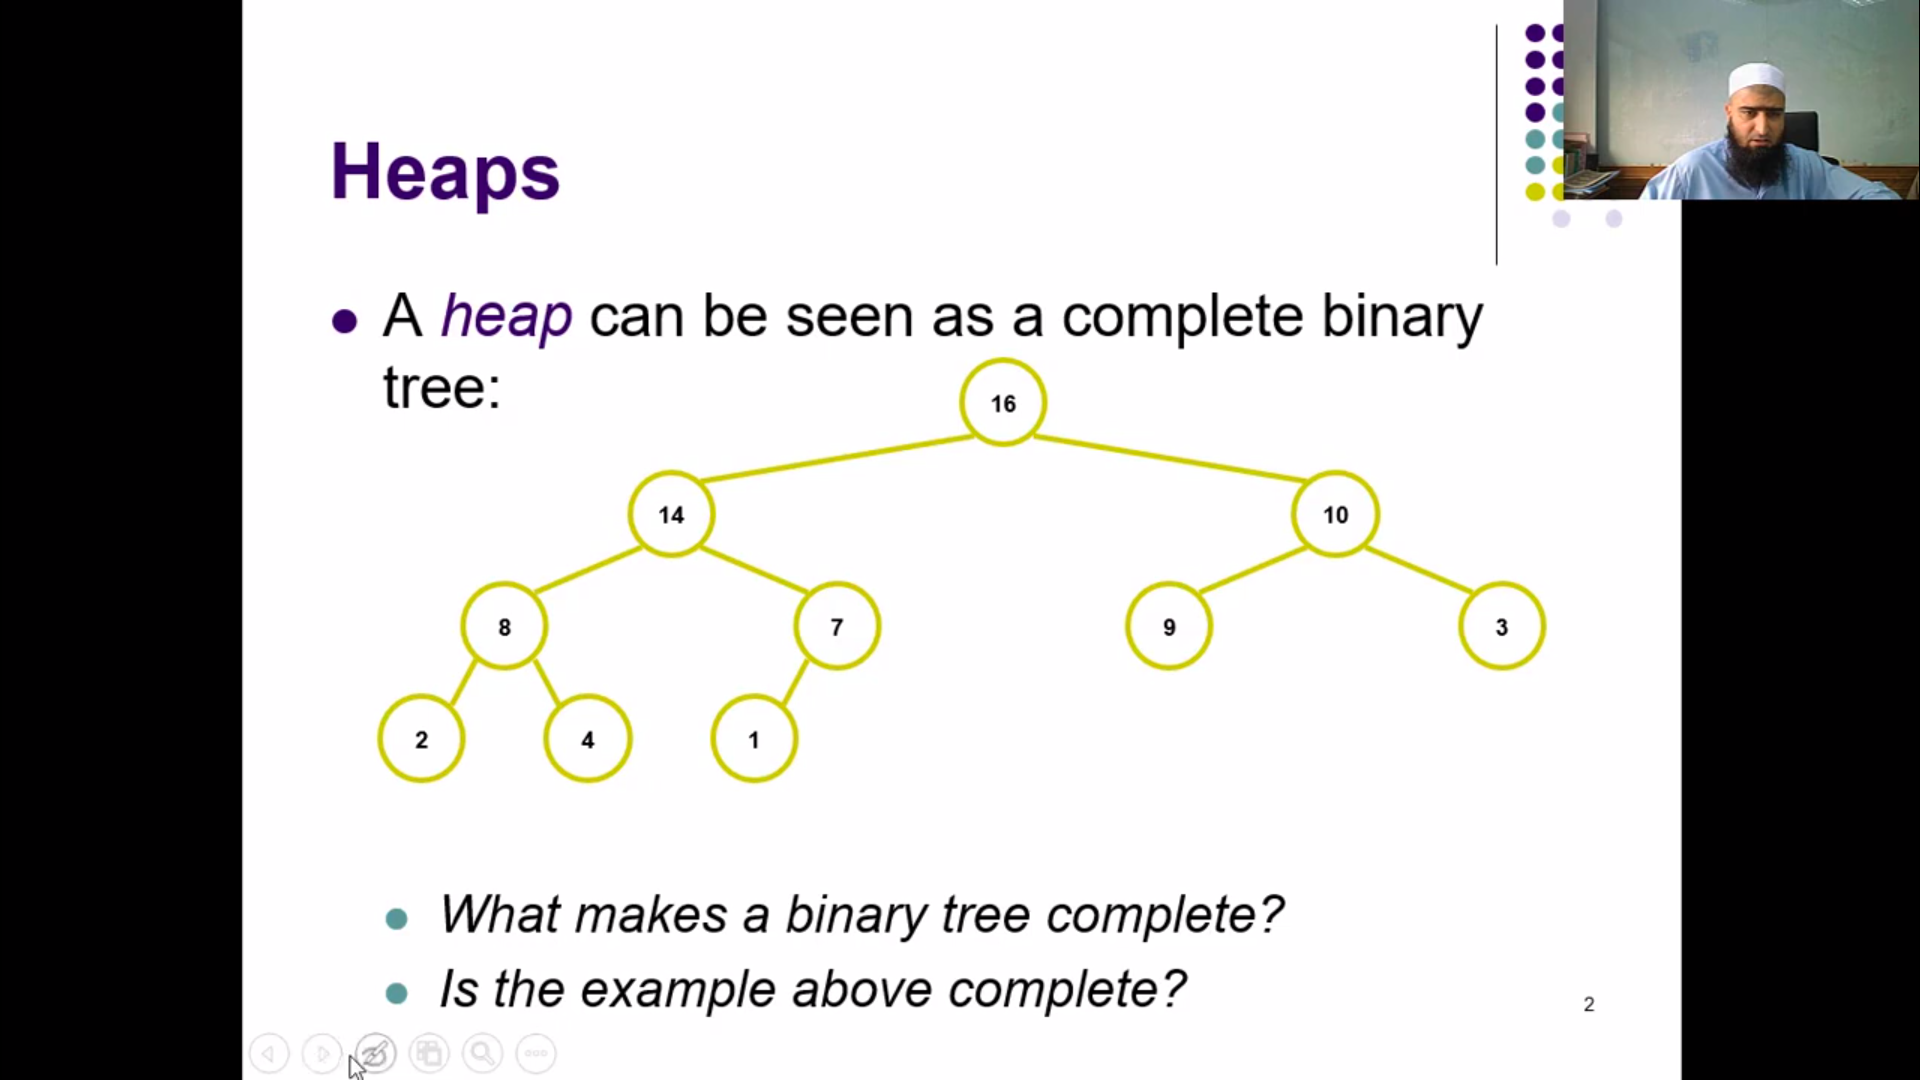 Heaps
A heap can be seen as a complete binary
tree:
16
14
10
8
7
9
3
2
4
1
What makes a binary tree complete?
Is the example above complete?
2